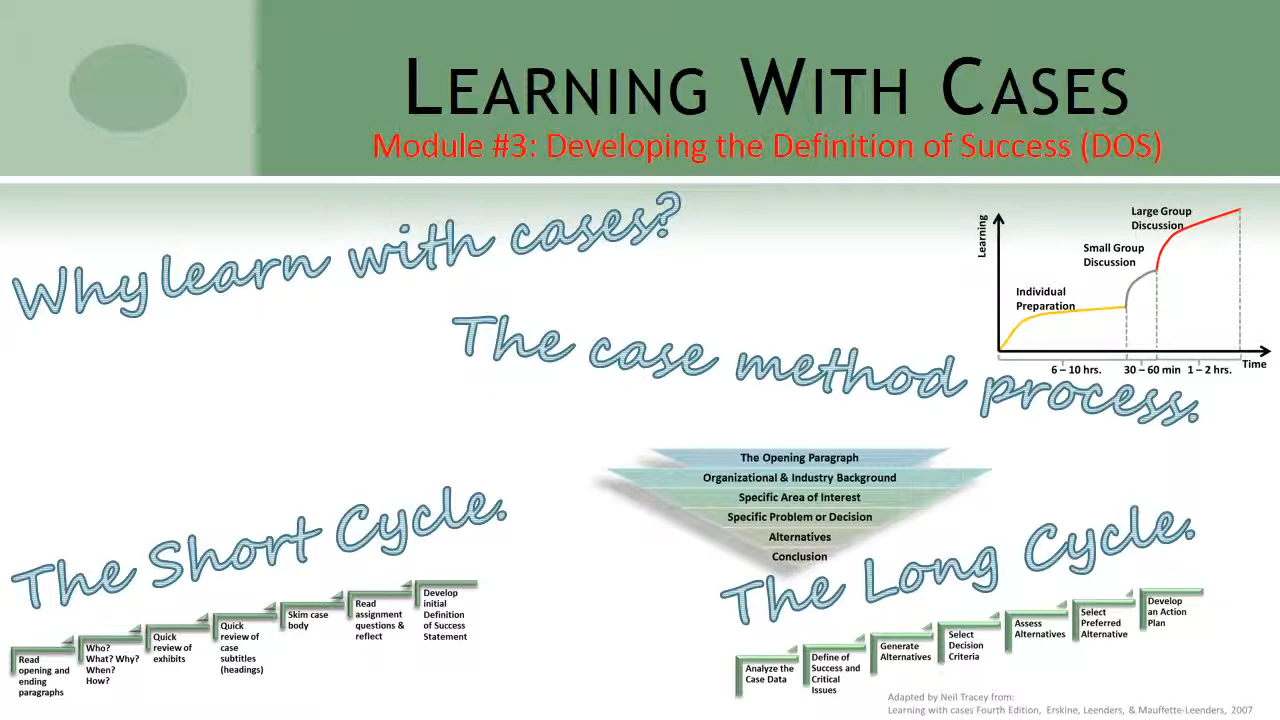 LEARNING WITH CASES
Module #3: Developing the Definition of Success (DOS)
Why learn with cases?
Learning
Large Group
Discussion
Small Group
Discussion
Individual
Preparation
6 – 10 hrs.
30 – 60 min
1 – 2 hrs.
Time
The case method process.
The Opening Paragraph
Organizational & Industry Background
Specific Area of Interest
Specific Problem or Decision
Alternatives
Conclusion
The Short Cycle.
Read
opening and
ending
paragraphs
Who?
What? Why?
When?
How?
Quick
review of
exhibits
Quick
review of
case
subtitles
(headings)
Skim case
body
Read
assignment
questions &
reflect
Develop
initial
Definition
of Success
Statement
The Long Cycle.
Analyze the
Case Data
Define of
Success and
Critical
Issues
Generate
Alternatives
Select
Decision
Criteria
Assess
Alternatives
Select
Preferred
Alternative
Develop
an Action
Plan
Adapted by Neil Tracey from:
Learning with cases Fourth Edition, Erskine, Leenders, & Mauffette-Leenders, 2007